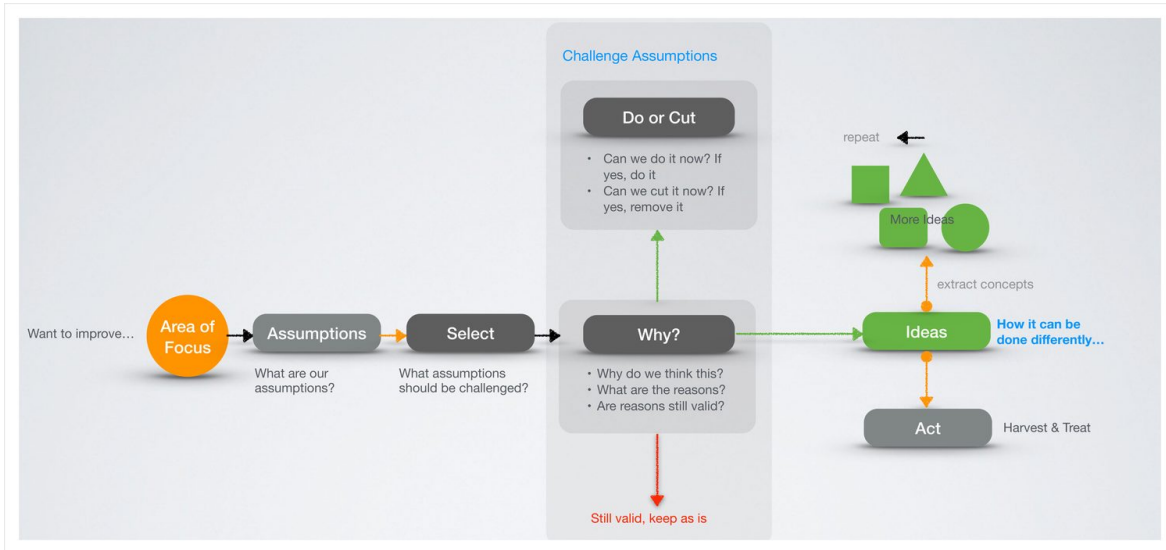 Challenge Assumptions
Do or Cut
• Can we do it now? If
yes, do it
• Can we cut it now? If
yes, remove it
repeat
More Ideas
extract concepts
Want to improve...
Area of
Focus
Assumptions
What are our
assumptions?
Select
What assumptions
should be challenged?
Why?
• Why do we think this?
• What are the reasons?
• Are reasons still valid?
Ideas
How it can be
done differently...
Act
Harvest & Treat
Still valid, keep as is